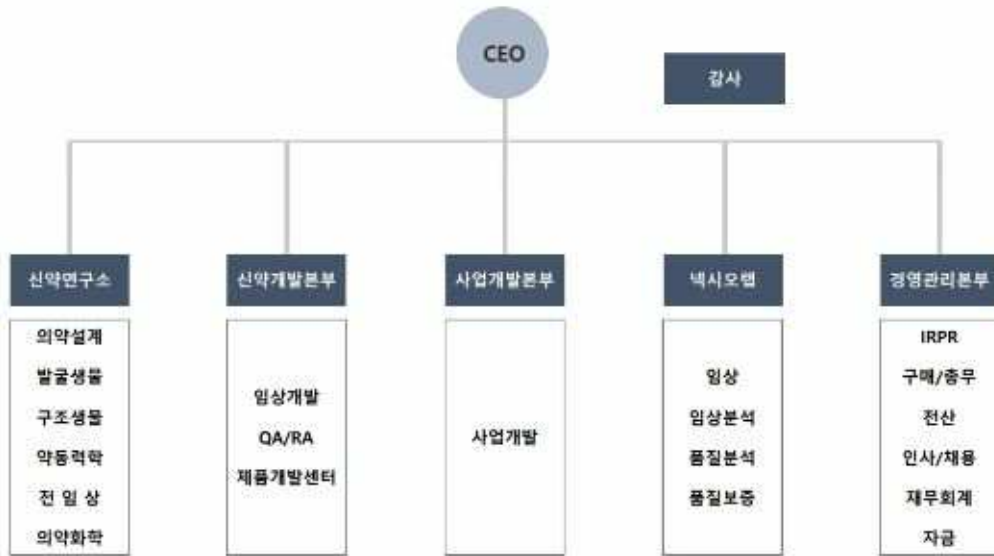 CEO
감사
신약연구소
신약개발본부
사업개발본부
넥시오랩
경영관리본부
의약설계
발굴생물
구조생물
약동력학
전 임 상
의약화학
임상개발
QA/RA
제품개발센터
사업개발
임상
임상분석
품질분석
품질보증
IRPR
구매/총무
전산
인사/채용
재무회계
자금